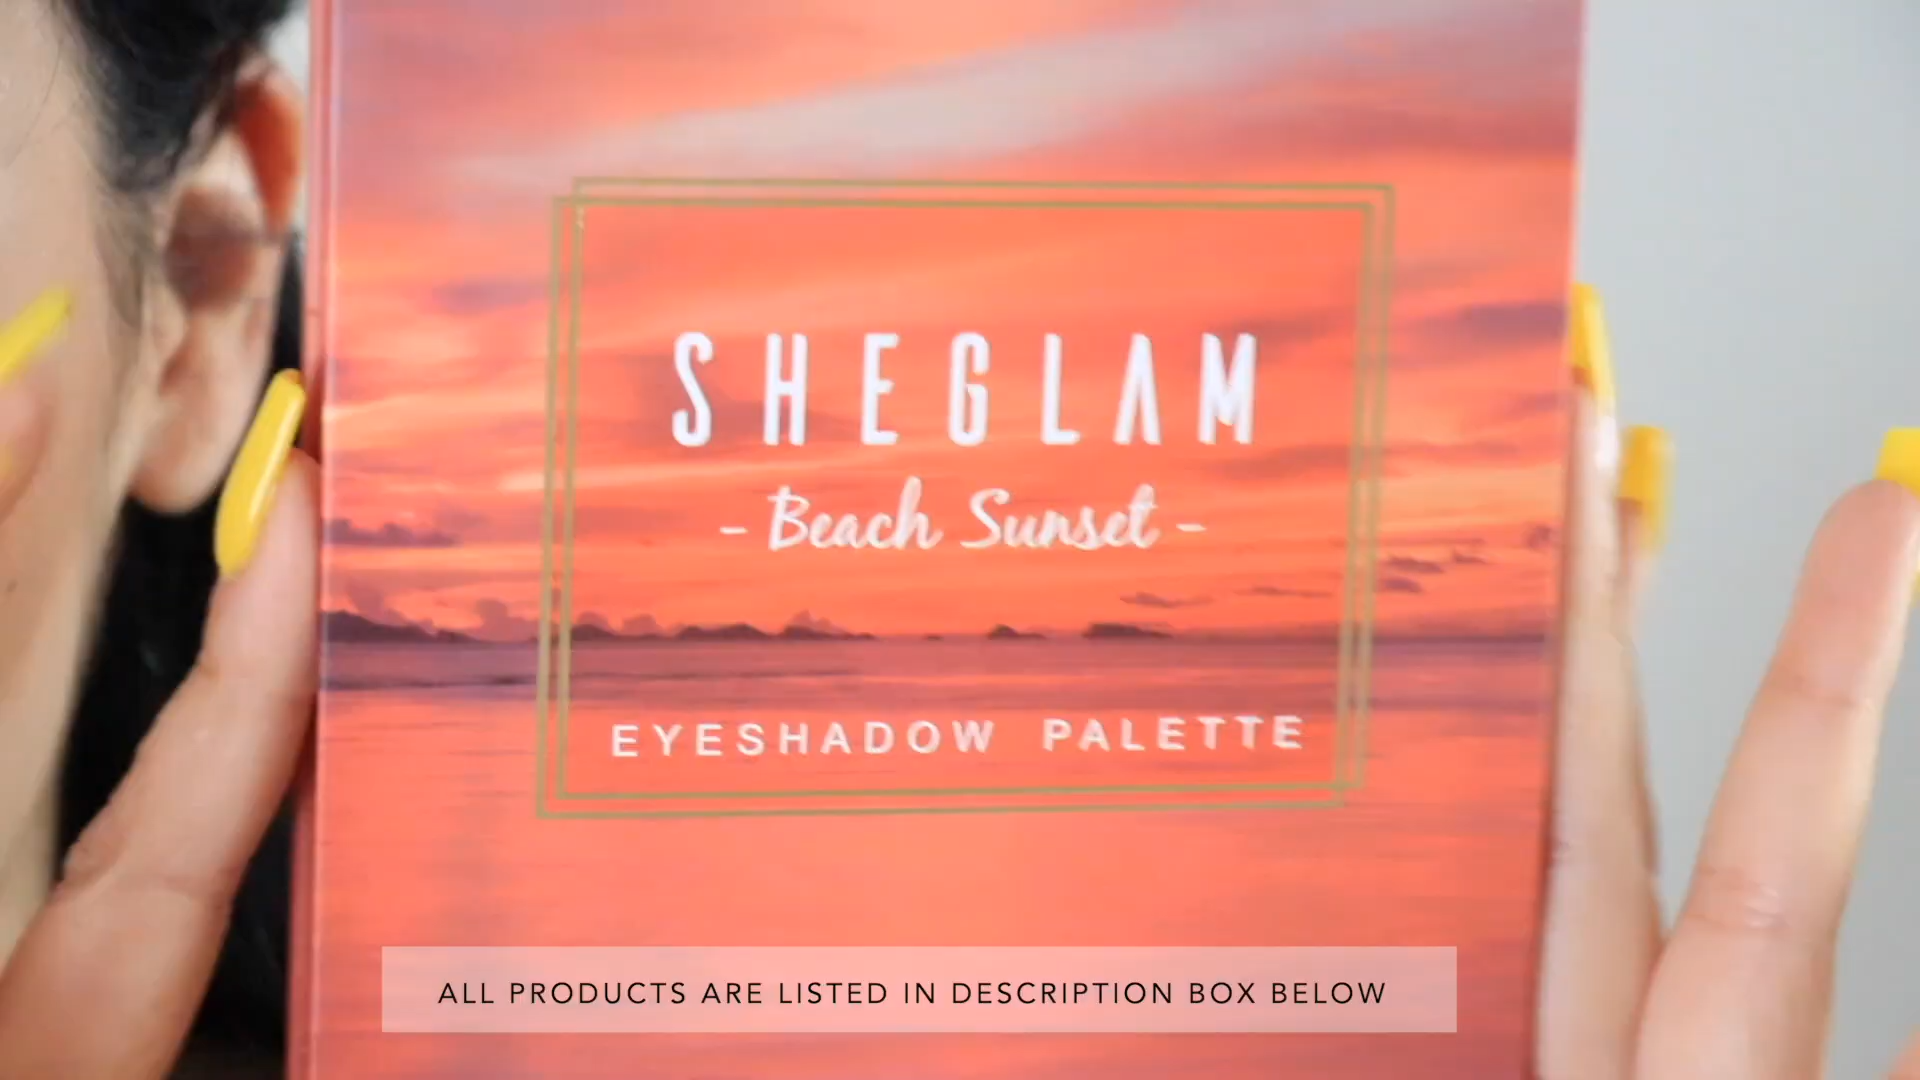 SHEGLAM
- Beach Sunset -
EYESHADOW PALETTE
ALL PRODUCTS ARE LISTED IN DESCRIPTION BOX BELOW